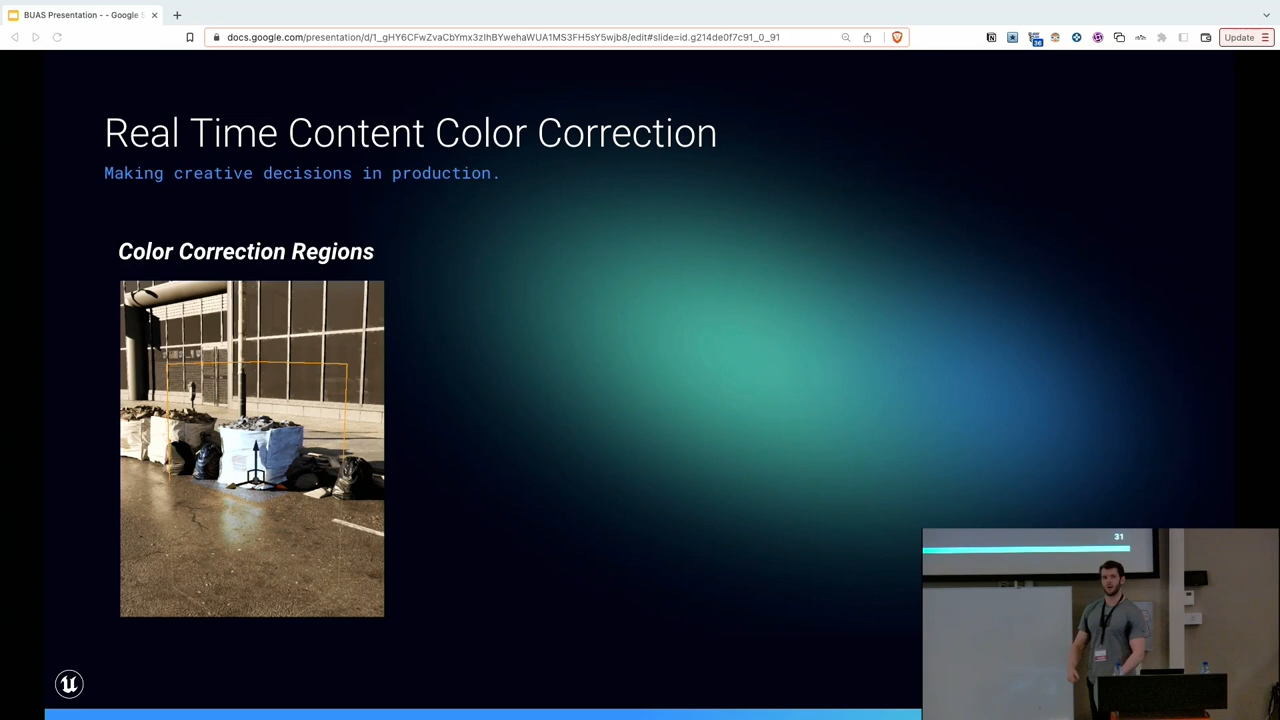 BUAS Presentation - - Google S
docs.google.com/presentation/d/1_gHY6CFwZvaCbYmx3zIhBYwehaWUA1MS3FH5sY5wjb8/edit#slide=id.g214de0f7c91_0_91
36
Update
Real Time Content Color Correction
Making creative decisions in production.
Color Correction Regions
31